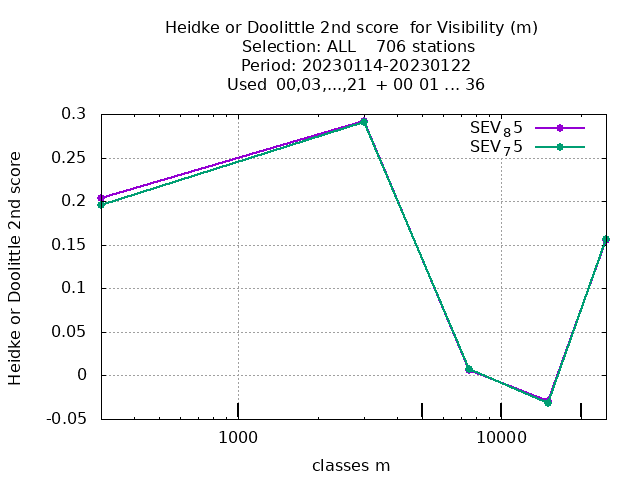 Heidke or Doolittle 2nd score  for Visibility (m)
Selection: ALL    706 stations
Period: 20230114-20230122
Used  00,03,...,21  + 00 01 ... 36
SEV₈5
SEV₇5
0.3
0.25
0.2
0.15
0.1
0.05
0
-0.05
Heidke or Doolittle 2nd score
1000 10000
classes m